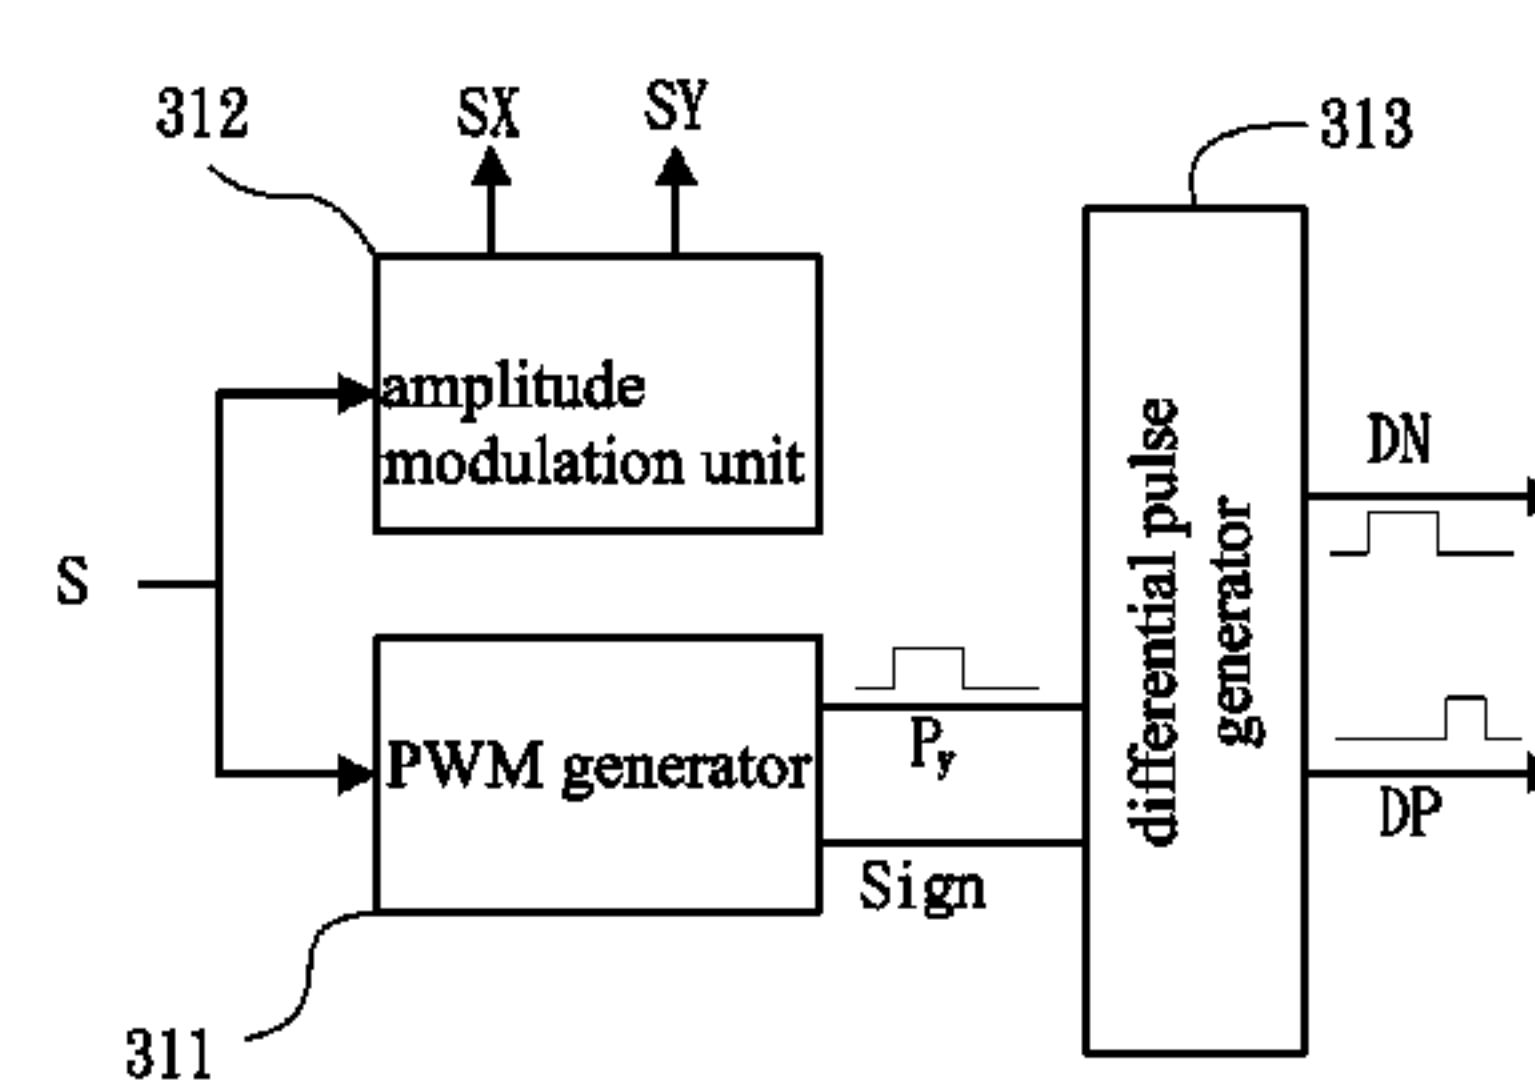 312
SX
SY
313
amplitude
modulation unit
S
PWM generator
Py
Sign
differential pulse
generator
DN
DP
311